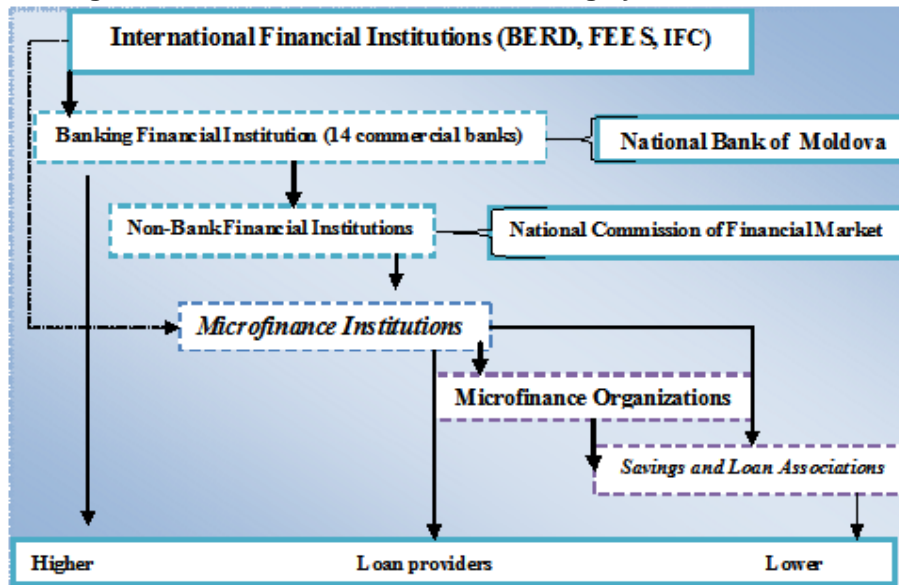 International Financial Institutions (BERD, FEES, IFC)
Banking Financial Institution (14 commercial banks)
National Bank of Moldova
Non-Bank Financial Institutions
National Commission of Financial Market
Microfinance Institutions
Microfinance Organizations
Savings and Loan Associations
Higher Loan providers Lower